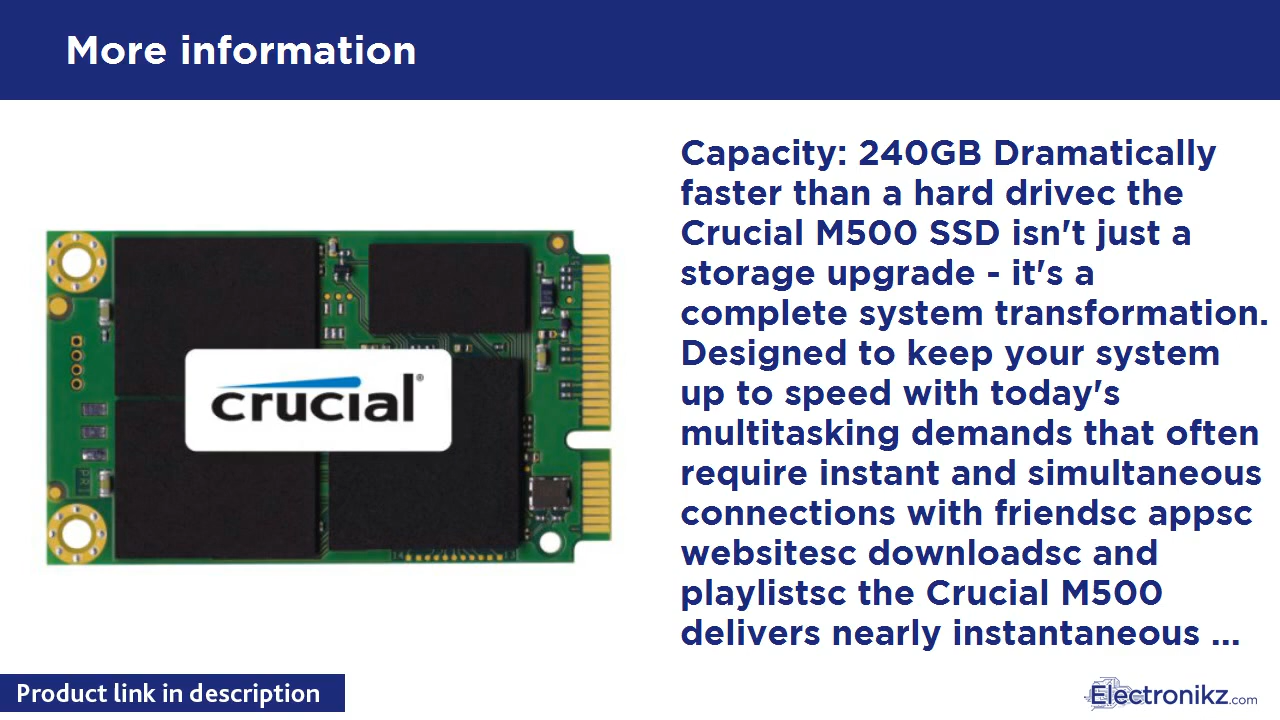 More information
crucial®
Capacity: 240GB Dramatically
faster than a hard drivec the
Crucial M500 SSD isn't just a
storage upgrade - it's a
complete system transformation.
Designed to keep your system
up to speed with today's
multitasking demands that often
require instant and simultaneous
connections with friendsc appsc
websitesc downloadsc and
playlistsc the Crucial M500
delivers nearly instantaneous ...
Product link in description
Electronikz.com